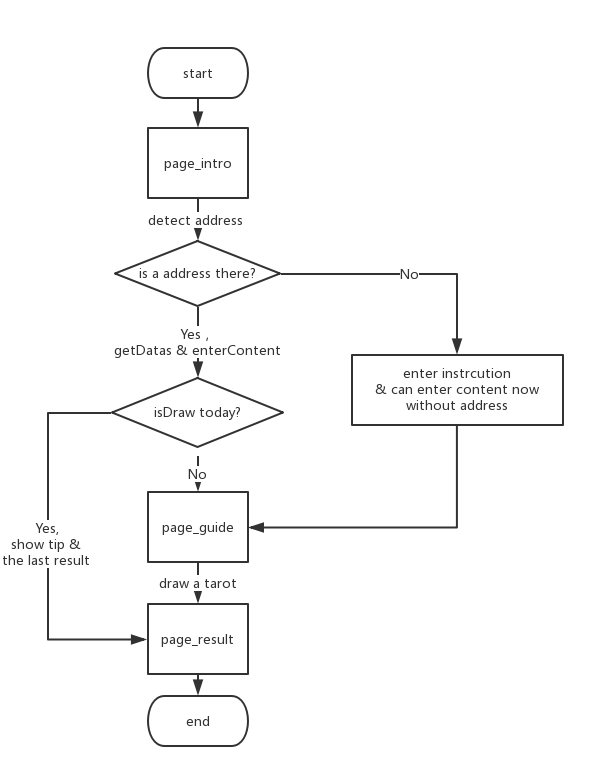 start
page_intro
detect address
is a address there?
No
Yes ,
getDatas & enterContent
enter instrcution
& can enter content now
without address
isDraw today?
No
Yes,
show tip &
the last result
page_guide
draw a tarot
page_result
end